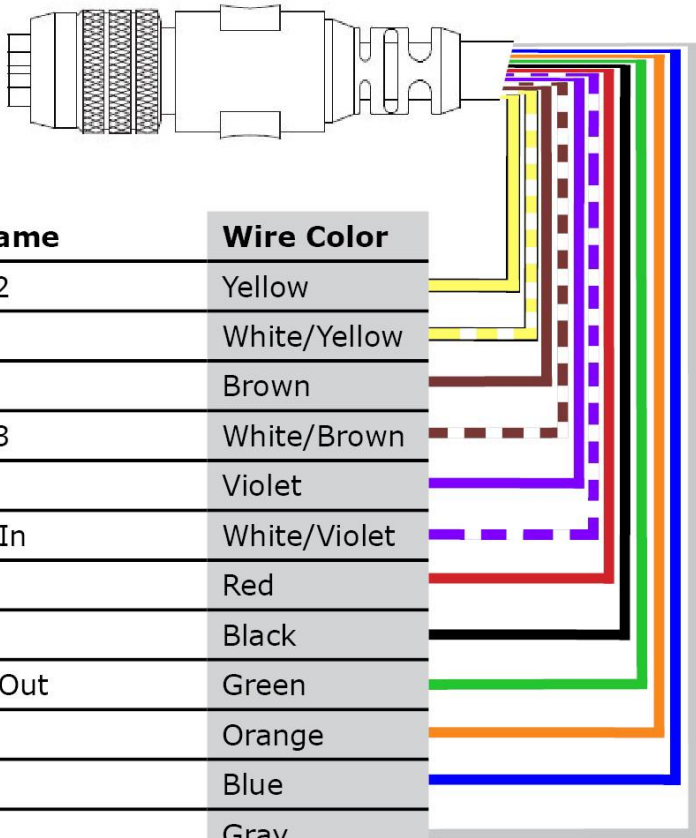 ame Wire Color
2 Yellow
White/Yellow
Brown
3 White/Brown
Violet
In White/Violet
Red
Black
Out Green
Orange
Blue
Gray